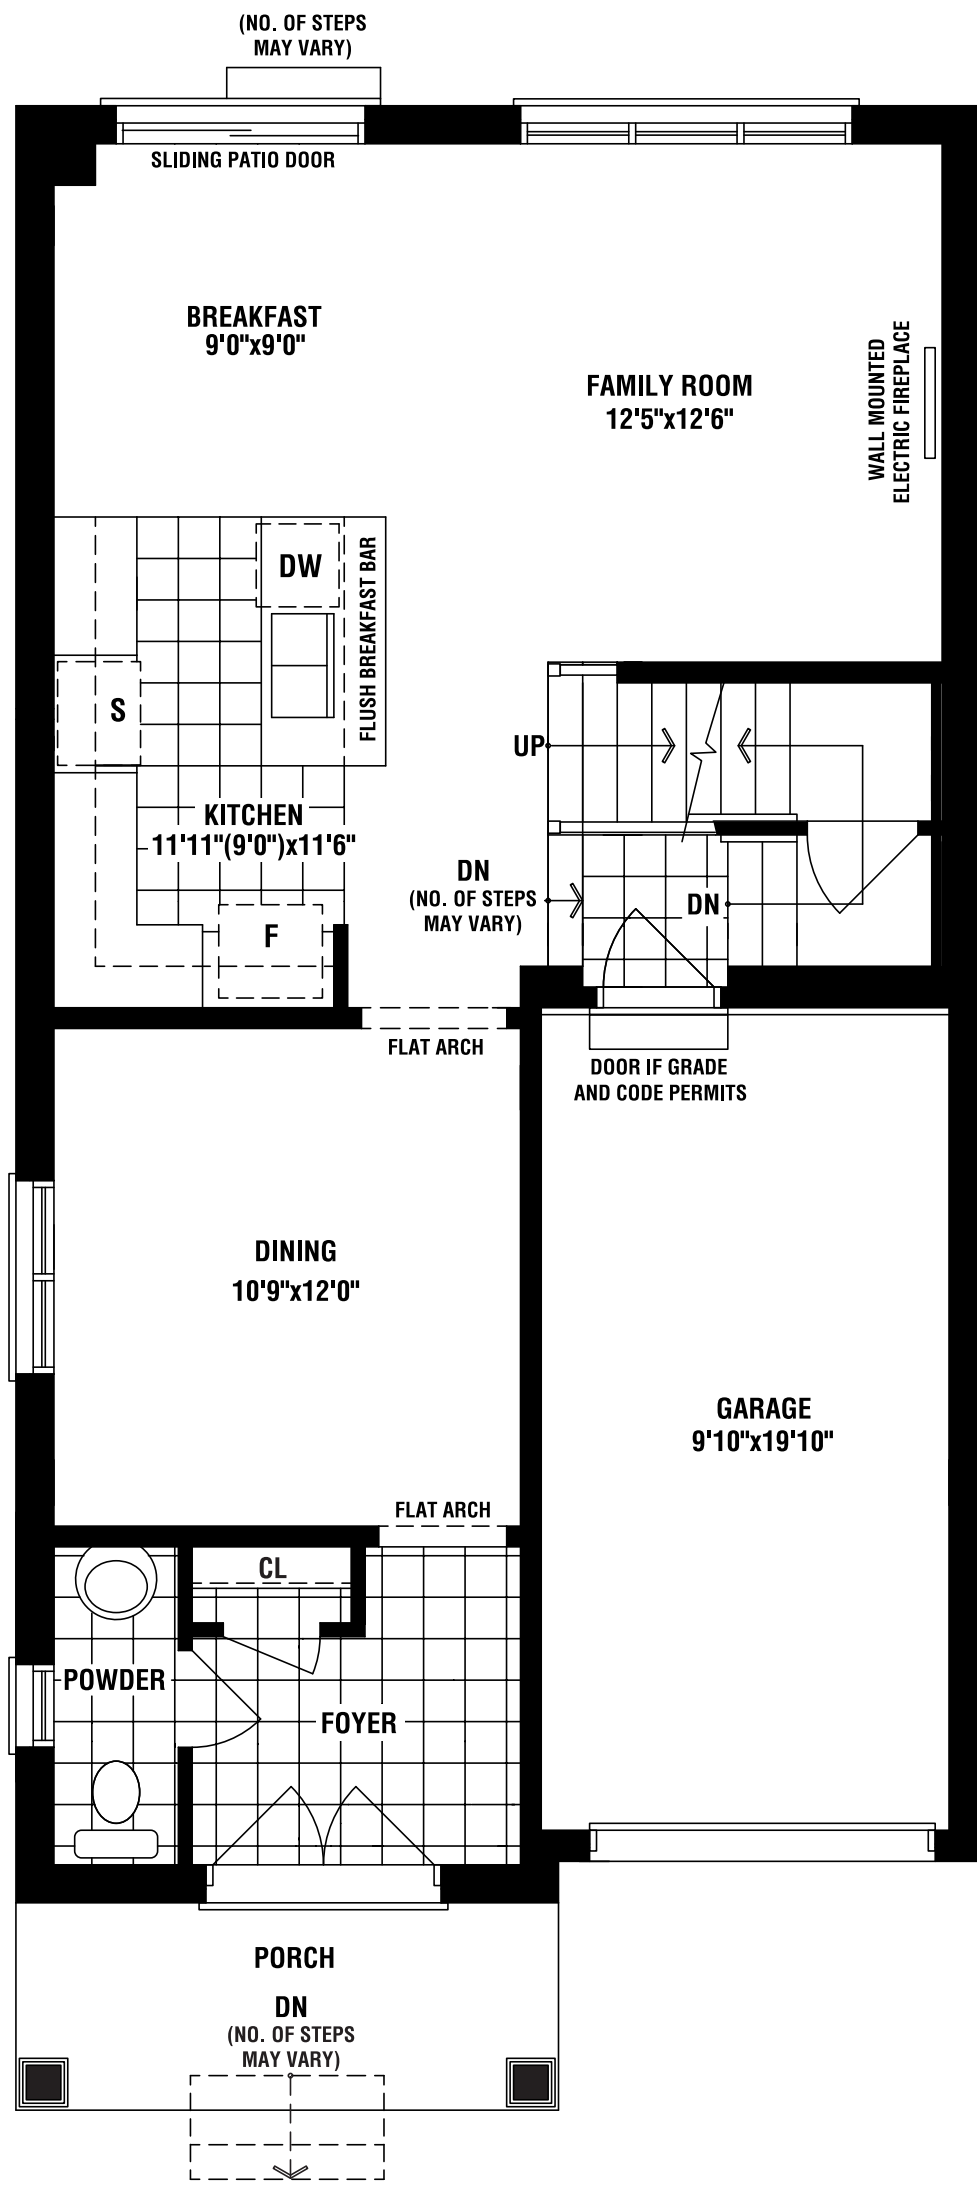 (NO. OF STEPS
MAY VARY)
SLIDING PATIO DOOR
BREAKFAST
9'0"x9'0"
FAMILY ROOM
12'5"x12'6"
WALL MOUNTED
ELECTRIC FIREPLACE
DW
FLUSH BREAKFAST BAR
S
UP
KITCHEN
11'11"(9'0")x11'6"
DN
(NO. OF STEPS
MAY VARY)
DN
F
FLAT ARCH
DOOR IF GRADE
AND CODE PERMITS
DINING
10'9"x12'0"
GARAGE
9'10"x19'10"
FLAT ARCH
CL
POWDER
FOYER
PORCH
DN
(NO. OF STEPS
MAY VARY)